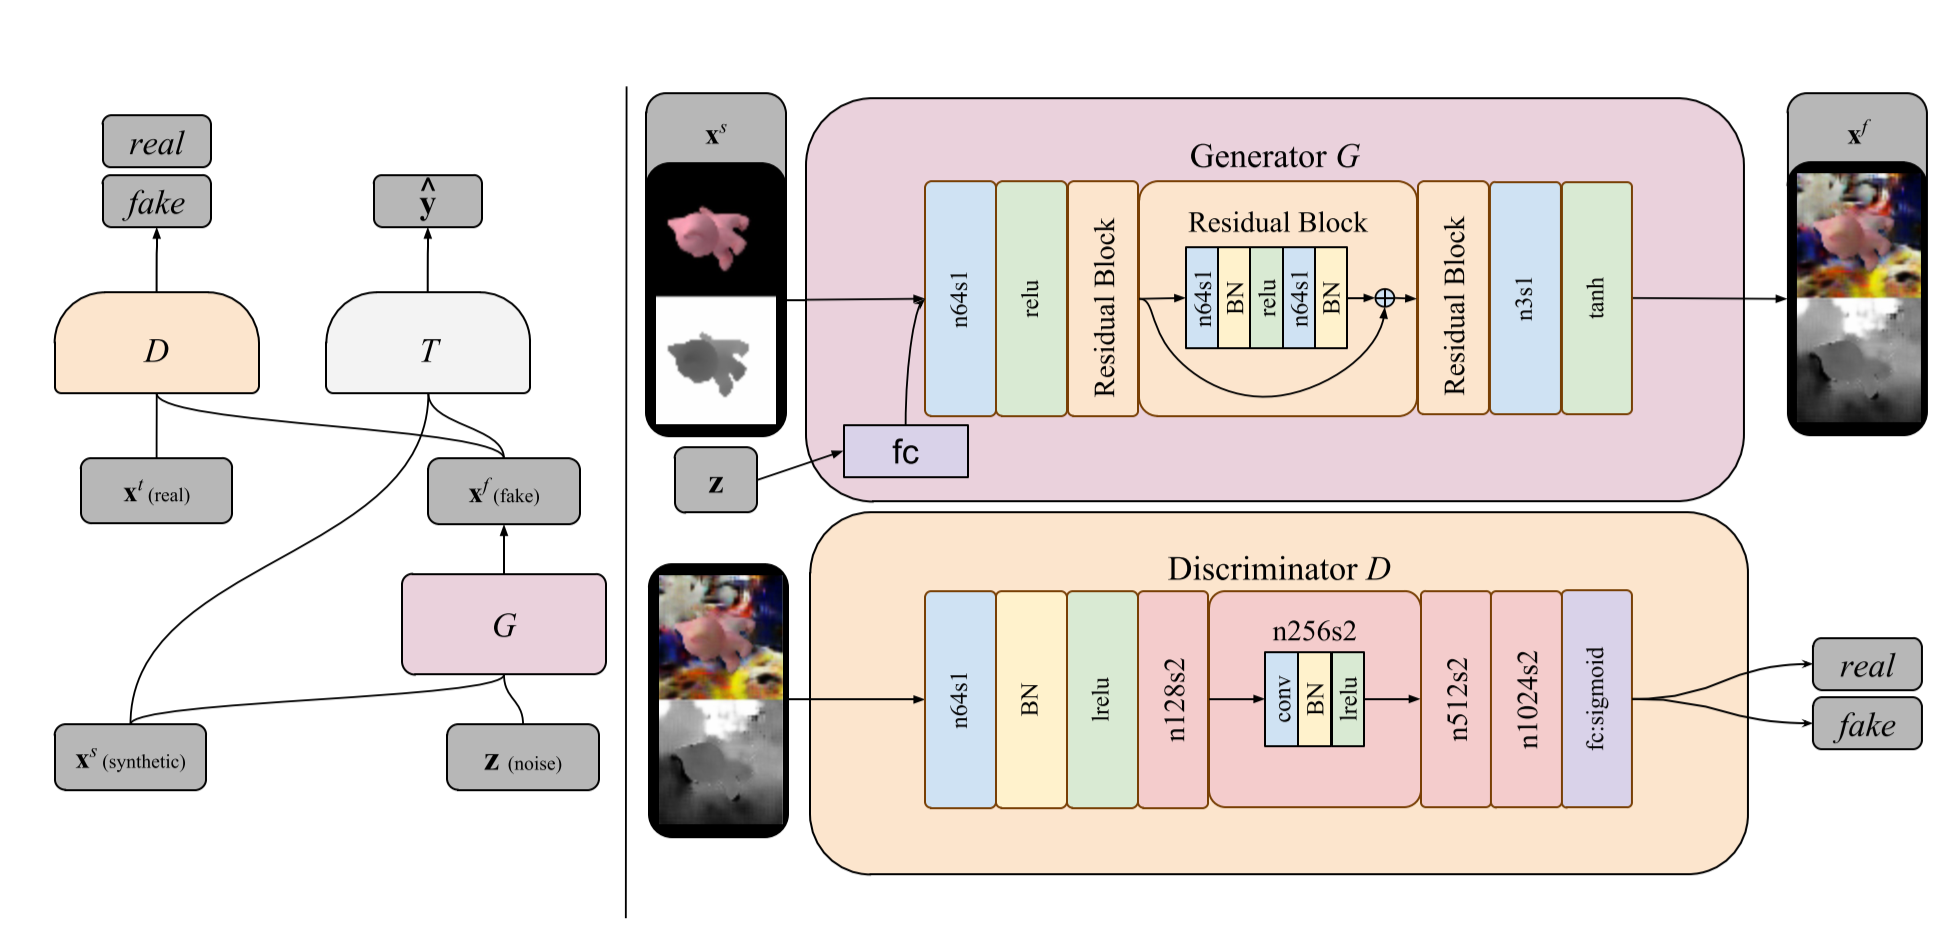 real
fake
ŷ
D
T
x^t (real)
x^f (fake)
G
x^s (synthetic)
z (noise)
x^s
z
Generator G
fc
n64s1
relu
Residual Block
Residual Block
n64s1
BN
relu
n64s1
BN
Residual Block
n3s1
tanh
x^f
Discriminator D
n64s1
BN
lrelu
n128s2
n256s2
conv
BN
lrelu
n512s2
n1024s2
fc:sigmoid
real
fake